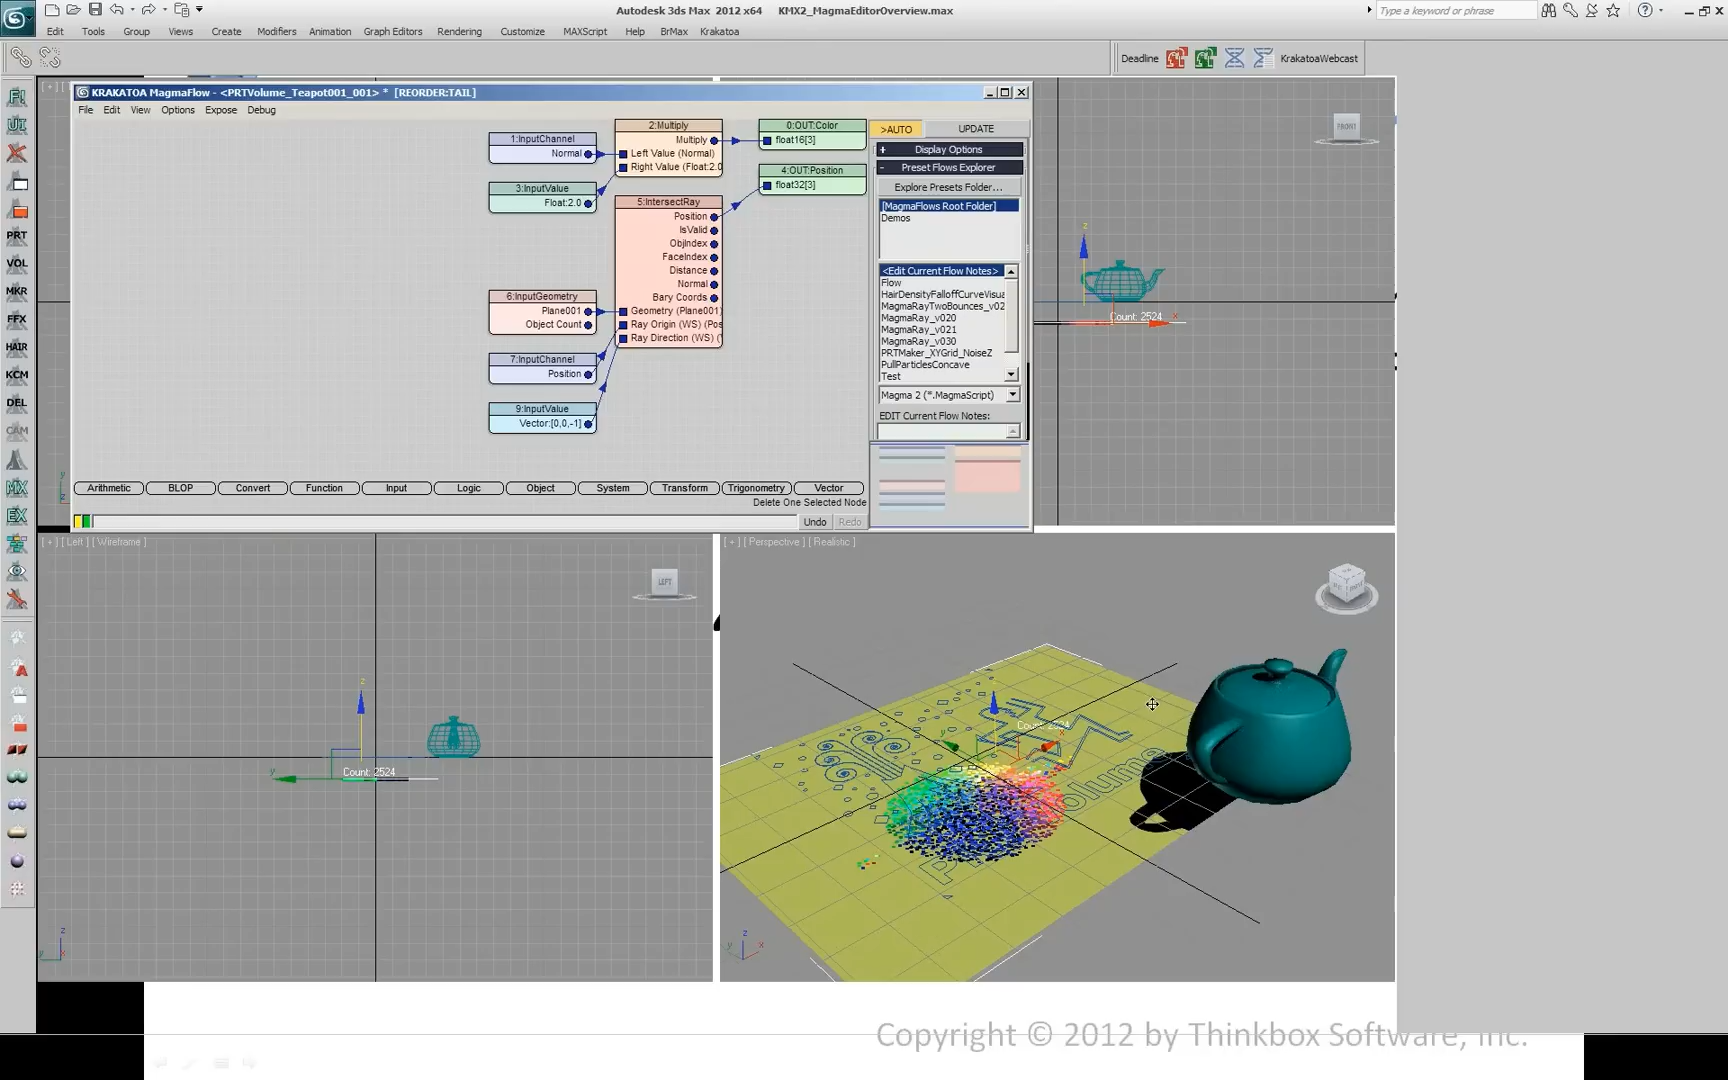 Autodesk 3ds Max 2012 x64 KMX2_MagmaEditorOverview.max
Type a keyword or phrase
Edit Tools Group Views Create Modifiers Animation Graph Editors Rendering Customize MAXScript Help BrMax Krakatoa
Deadline KrakatoaWebcast
KRAKATOA MagmaFlow - <PRTVolume_Teapot001_001> * [REORDER:TAIL]
File Edit View Options Expose Debug
1:InputChannel
Normal
3:InputValue
Float:2.0
2:Multiply
Multiply
Left Value (Normal)
Right Value (Float:2.0
0:OUT:Color
float16[3]
4:OUT:Position
float32[3]
5:IntersectRay
Position
IsValid
ObjIndex
FaceIndex
Distance
Normal
Bary Coords
Geometry (Plane001)
Ray Origin (WS) (Pos
Ray Direction (WS) (
6:InputGeometry
Plane001
Object Count
7:InputChannel
Position
9:InputValue
Vector:[0,0,-1]
>AUTO UPDATE
+ Display Options
- Preset Flows Explorer
Explore Presets Folder...
[MagmaFlows Root Folder]
Demos
<Edit Current Flow Notes>
Flow
HairDensityFalloffCurveVisua
MagmaRayTwoBounces_v02
MagmaRay_v020
MagmaRay_v021
MagmaRay_v030
PRTMaker_XYGrid_NoiseZ
PullParticlesConcave
Test
Magma 2 (*.MagmaScript)
EDIT Current Flow Notes:
Arithmetic BLOP Convert Function Input Logic Object System Transform Trigonometry Vector
Delete One Selected Node
Undo Redo
F!
UI
PRT
VOL
MKR
FFX
HAIR
KCM
DEL
CAM
MX
EX
FRONT
z
x
Count: 2524
[ + ] [ Left ] [ Wireframe ]
LEFT
z
y
Count: 2524
z
y
x
[ + ] [ Perspective ] [ Realistic ]
y
olume
z
y
x
Copyright © 2012 by Thinkbox Software, Inc.